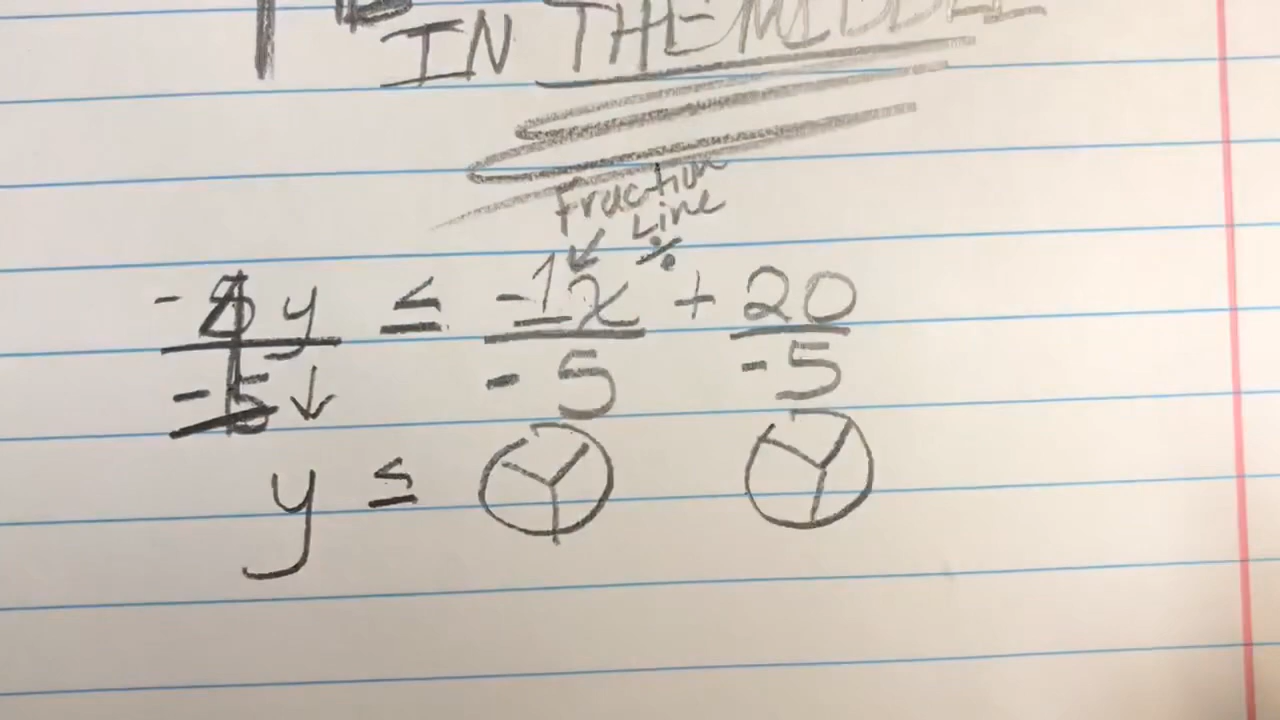 IN THE MIDDLE
Fraction
Line
÷
-5y ≤ -1x + 20
-5 -5 -5
y ≤